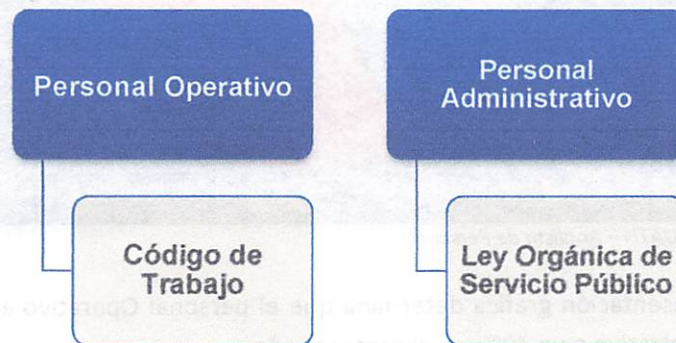 Personal Operativo
Personal
Administrativo
Código de
Trabajo
Ley Orgánica de
Servicio Público